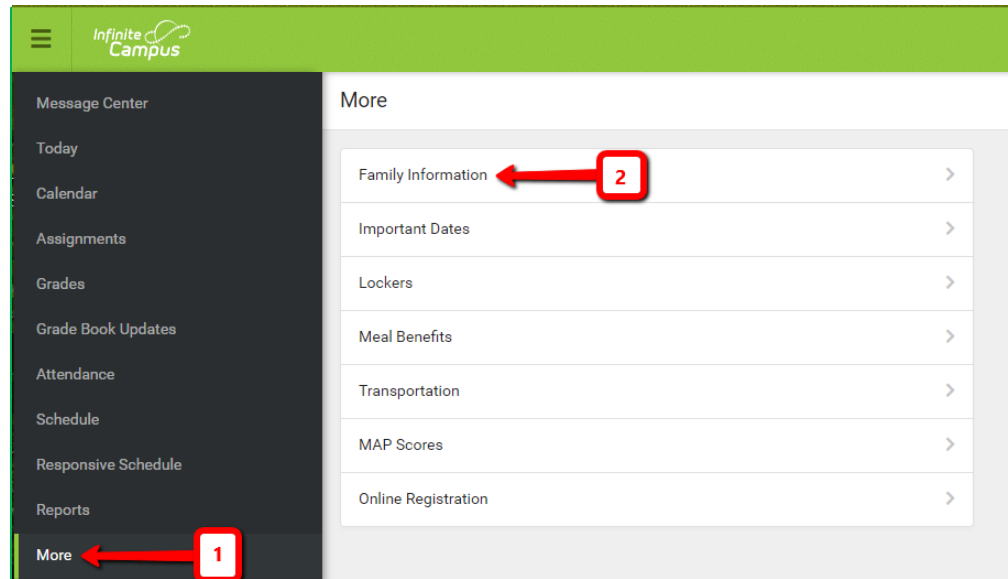 Infinite
Campus
Message Center
Today
Calendar
Assignments
Grades
Grade Book Updates
Attendance
Schedule
Responsive Schedule
Reports
More
1
More
Family Information
2
Important Dates
Lockers
Meal Benefits
Transportation
MAP Scores
Online Registration